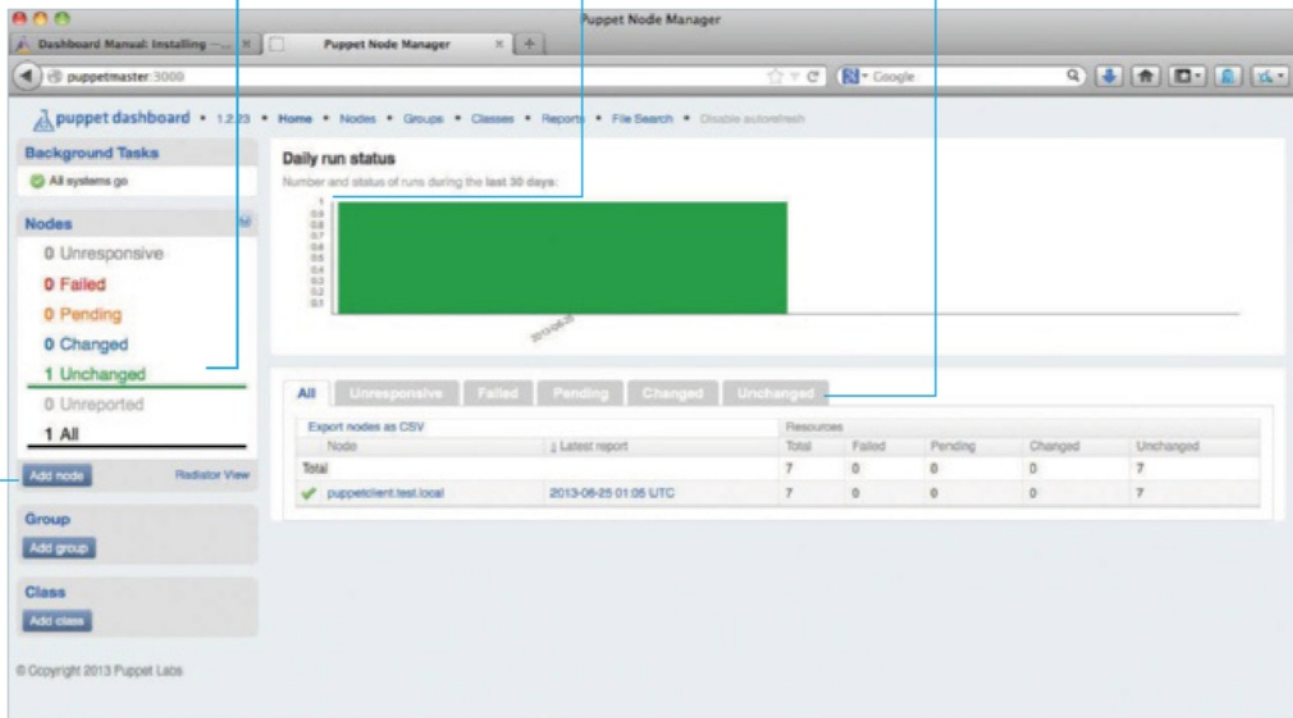 Puppet Node Manager
Dashboard Manual: Installing —...
Puppet Node Manager
puppetmaster:3000
Google
puppet dashboard • 1.2.23 • Home • Nodes • Groups • Classes • Reports • File Search • Disable autorefresh
Background Tasks
All systems go
Nodes
0 Unresponsive
0 Failed
0 Pending
0 Changed
1 Unchanged
0 Unreported
1 All
Add node
Radiator View
Group
Add group
Class
Add class
© Copyright 2013 Puppet Labs
Daily run status
Number and status of runs during the last 30 days:
1
0.9
0.8
0.7
0.6
0.5
0.4
0.3
0.2
0.1
2013-06-25
All Unresponsive Failed Pending Changed Unchanged
Export nodes as CSV Resources
Node ↓ Latest report Total Failed Pending Changed Unchanged
Total 7 0 0 0 7
puppetclient.test.local 2013-06-25 01:05 UTC 7 0 0 0 7